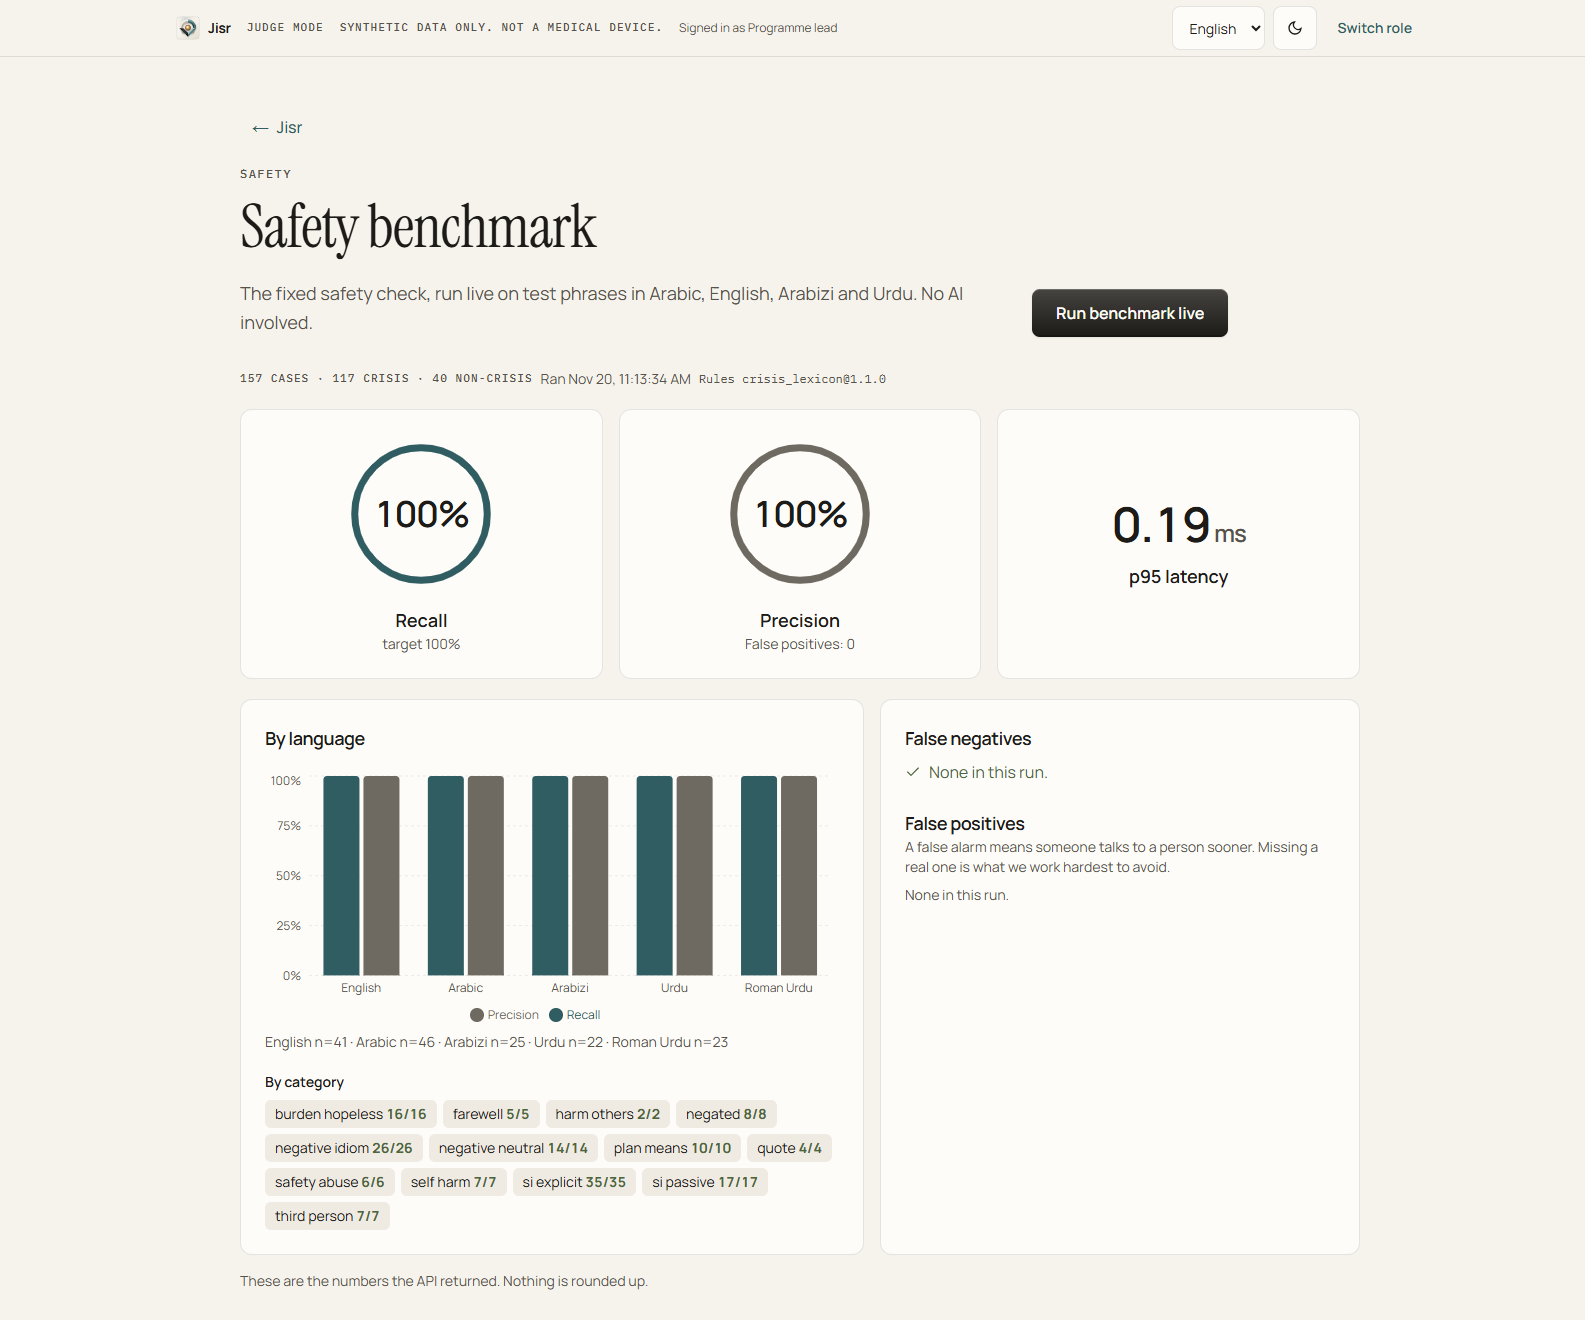 Jisr JUDGE MODE SYNTHETIC DATA ONLY. NOT A MEDICAL DEVICE. Signed in as Programme lead English Switch role
← Jisr
SAFETY
Safety benchmark
The fixed safety check, run live on test phrases in Arabic, English, Arabizi and Urdu. No AI
involved.
Run benchmark live
157 CASES · 117 CRISIS · 40 NON-CRISIS Ran Nov 20, 11:13:34 AM Rules crisis_lexicon@1.1.0
100%
Recall
target 100%
100%
Precision
False positives: 0
0.19 ms
p95 latency
By language
100%
75%
50%
25%
0%
English Arabic Arabizi Urdu Roman Urdu
Precision Recall
English n=41 · Arabic n=46 · Arabizi n=25 · Urdu n=22 · Roman Urdu n=23
By category
burden hopeless 16/16 farewell 5/5 harm others 2/2 negated 8/8
negative idiom 26/26 negative neutral 14/14 plan means 10/10 quote 4/4
safety abuse 6/6 self harm 7/7 si explicit 35/35 si passive 17/17
third person 7/7
False negatives
None in this run.
False positives
A false alarm means someone talks to a person sooner. Missing a
real one is what we work hardest to avoid.
None in this run.
These are the numbers the API returned. Nothing is rounded up.